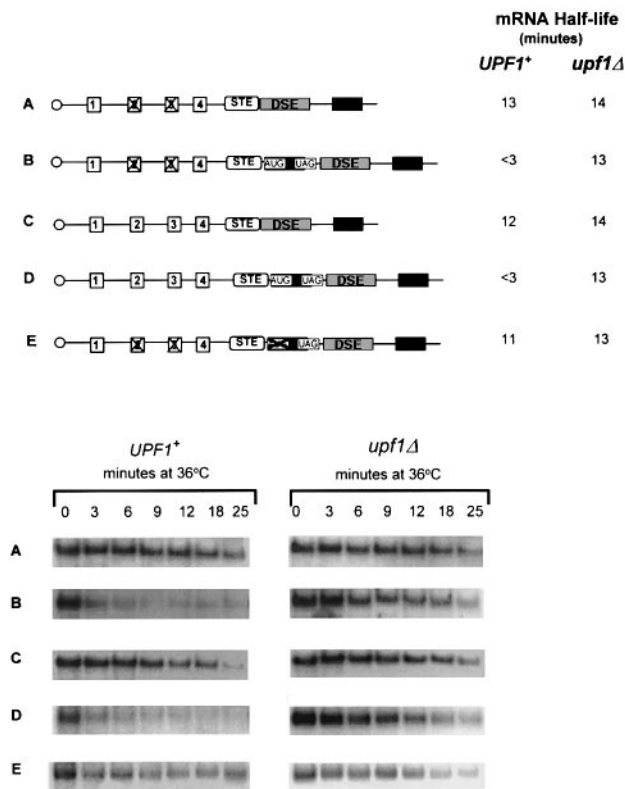 mRNA Half-life
(minutes)
UPF1+ upf1Δ
A 1 4 STE DSE 13 14
B 1 4 STE AUG UAG DSE <3 13
C 1 2 3 4 STE DSE 12 14
D 1 2 3 4 STE AUG UAG DSE <3 13
E 1 4 STE UAG DSE 11 13
UPF1+ upf1Δ
minutes at 36°C minutes at 36°C
0 3 6 9 12 18 25 0 3 6 9 12 18 25
A
B
C
D
E